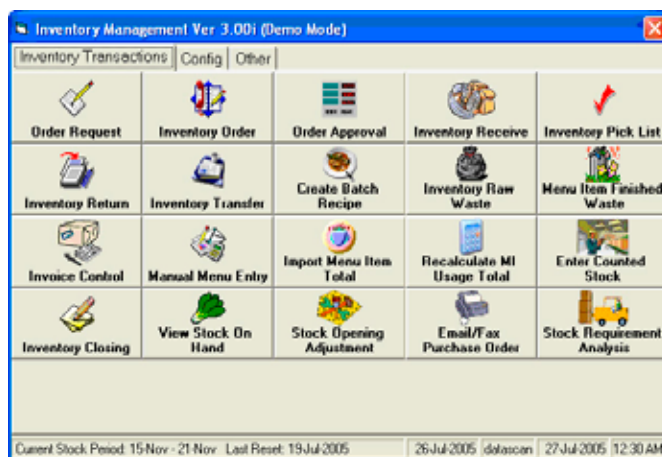 Inventory Management Ver 3.00i (Demo Mode)
Inventory Transactions Config Other
Order Request Inventory Order Order Approval Inventory Receive Inventory Pick List
Inventory Return Inventory Transfer Create Batch Recipe Inventory Raw Waste Menu Item Finished Waste
Invoice Control Manual Menu Entry Import Menu Item Total Recalculate MI Usage Total Enter Counted Stock
Inventory Closing View Stock On Hand Stock Opening Adjustment Email/Fax Purchase Order Stock Requirement Analysis
Current Stock Period: 15-Nov - 21-Nov Last Reset: 19-Jul-2005 26-Jul-2005 datascan 27-Jul-2005 12:30 AM